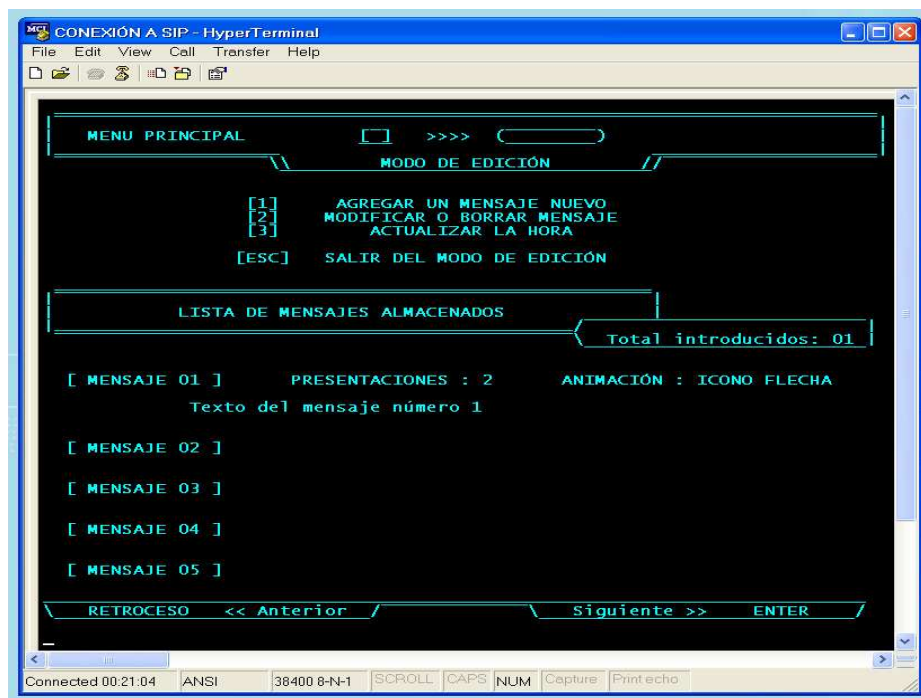 CONEXIÓN A SIP - HyperTerminal
File Edit View Call Transfer Help
MENU PRINCIPAL [ ] >>>> ( )
\\ MODO DE EDICIÓN //
[1] AGREGAR UN MENSAJE NUEVO
[2] MODIFICAR O BORRAR MENSAJE
[3] ACTUALIZAR LA HORA
[ESC] SALIR DEL MODO DE EDICIÓN
LISTA DE MENSAJES ALMACENADOS
Total introducidos: 01
[ MENSAJE 01 ] PRESENTACIONES : 2 ANIMACIÓN : ICONO FLECHA
Texto del mensaje número 1
[ MENSAJE 02 ]
[ MENSAJE 03 ]
[ MENSAJE 04 ]
[ MENSAJE 05 ]
\ RETROCESO << Anterior / \ Siguiente >> ENTER /
Connected 00:21:04 ANSI 38400 8-N-1 SCROLL CAPS NUM Capture Print echo